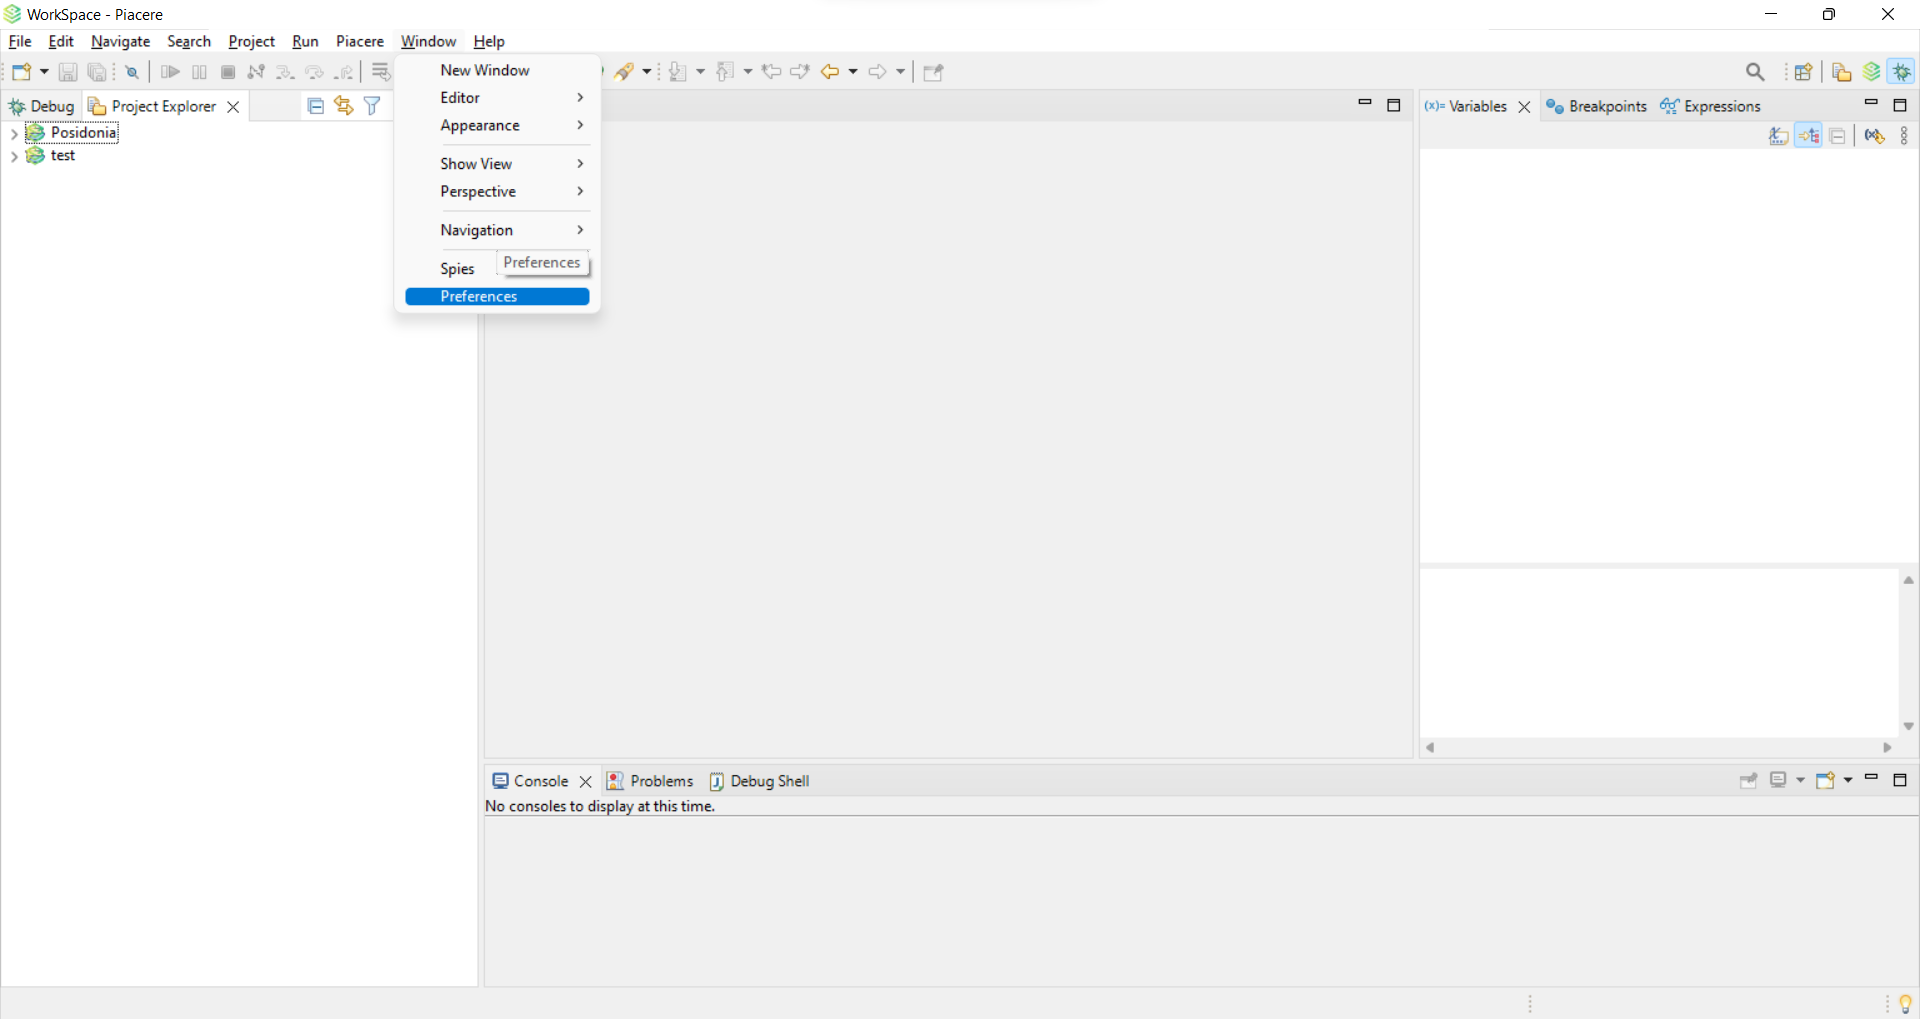 WorkSpace - Piacere
File Edit Navigate Search Project Run Piacere Window Help
Debug Project Explorer
Posidonia
test
New Window
Editor
Appearance
Show View
Perspective
Navigation
Spies
Preferences
Preferences
(x)= Variables Breakpoints Expressions
Console Problems Debug Shell
No consoles to display at this time.